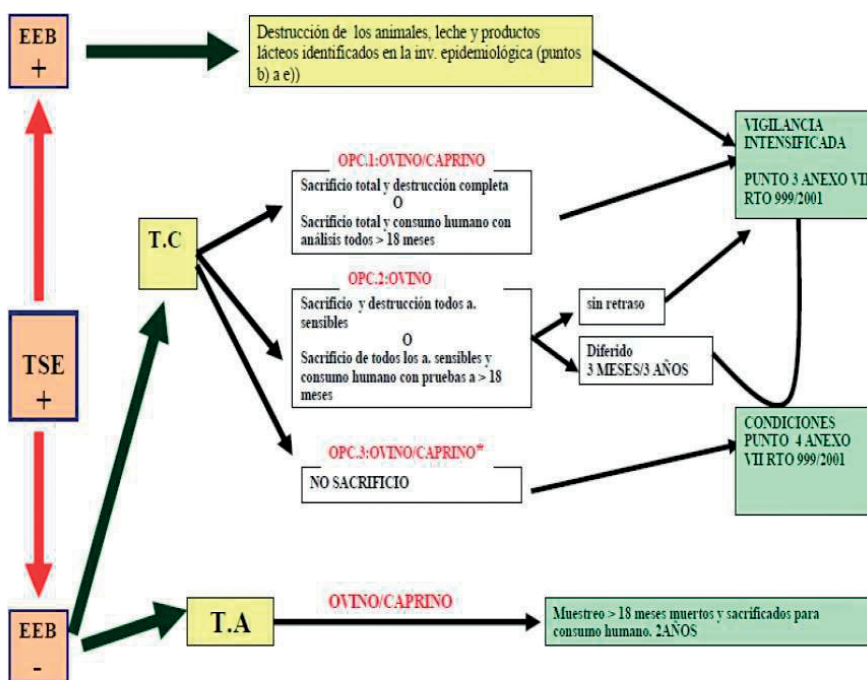 EEB
+
Destrucción de los animales, leche y productos
lácteos identificados en la inv. epidemiológica (puntos
b) a e))
VIGILANCIA
INTENSIFICADA
PUNTO 3 ANEXO VII
RTO 999/2001
OPC.1:OVINO/CAPRINO
Sacrificio total y destrucción completa
O
Sacrificio total y consumo humano con
análisis todos > 18 meses
T.C
OPC.2:OVINO
Sacrificio y destrucción todos a.
sensibles
O
Sacrificio de todos los a. sensibles y
consumo humano con pruebas a > 18
meses
sin retraso
Diferido
3 MESES/3 AÑOS
TSE
+
CONDICIONES
PUNTO 4 ANEXO
VII RTO 999/2001
OPC.3:OVINO/CAPRINO*
NO SACRIFICIO
EEB
-
T.A
OVINO/CAPRINO
Muestreo > 18 meses muertos y sacrificados para
consumo humano. 2AÑOS